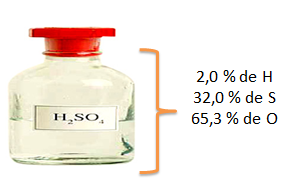 H₂SO₄
2,0 % de H
32,0 % de S
65,3 % de O